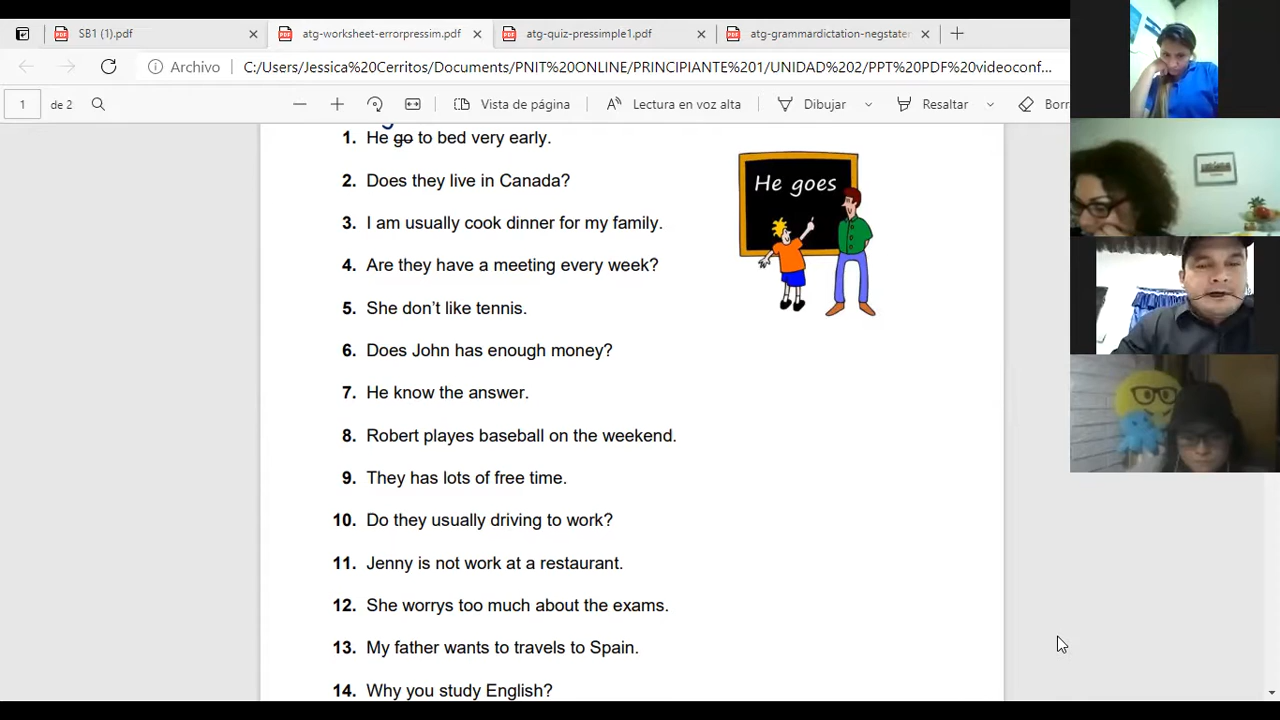 SB1 (1).pdf
atg-worksheet-errorpressim.pdf
atg-quiz-pressimple1.pdf
atg-grammardictation-negstater
Archivo
C:/Users/Jessica%20Cerritos/Documents/PNIT%20ONLINE/PRINCIPIANTE%201/UNIDAD%202/PPT%20PDF%20videoconf...
1 de 2
Vista de página
Lectura en voz alta
Dibujar
Resaltar
Borr
1. He go to bed very early.
He goes
2. Does they live in Canada?
3. I am usually cook dinner for my family.
4. Are they have a meeting every week?
5. She don't like tennis.
6. Does John has enough money?
7. He know the answer.
8. Robert playes baseball on the weekend.
9. They has lots of free time.
10. Do they usually driving to work?
11. Jenny is not work at a restaurant.
12. She worrys too much about the exams.
13. My father wants to travels to Spain.
14. Why you study English?